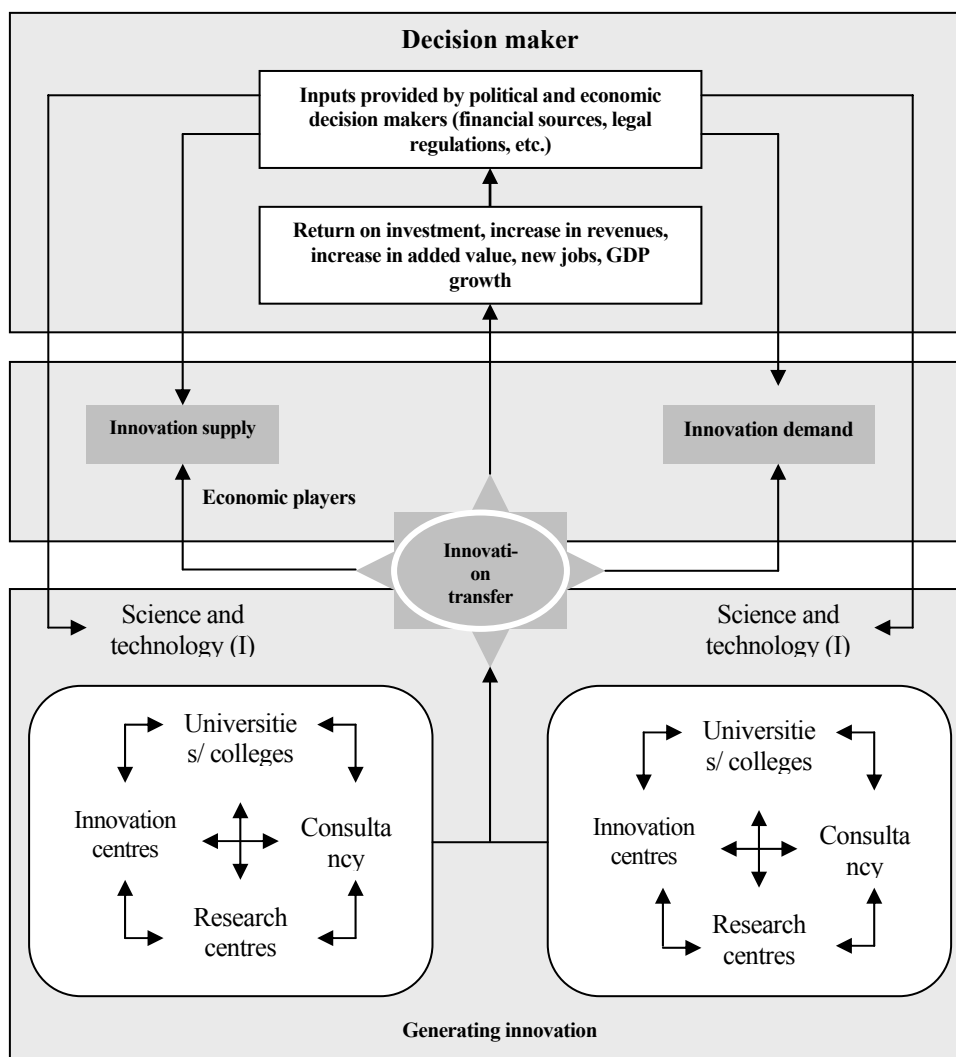 Decision maker
Inputs provided by political and economic
decision makers (financial sources, legal
regulations, etc.)
Return on investment, increase in revenues,
increase in added value, new jobs, GDP
growth
Innovation supply
Innovation demand
Economic players
Innovati-
on
transfer
Science and
technology (I)
Science and
technology (I)
Universitie
s/ colleges
Innovation
centres
Consulta
ncy
Research
centres
Universitie
s/ colleges
Innovation
centres
Consulta
ncy
Research
centres
Generating innovation